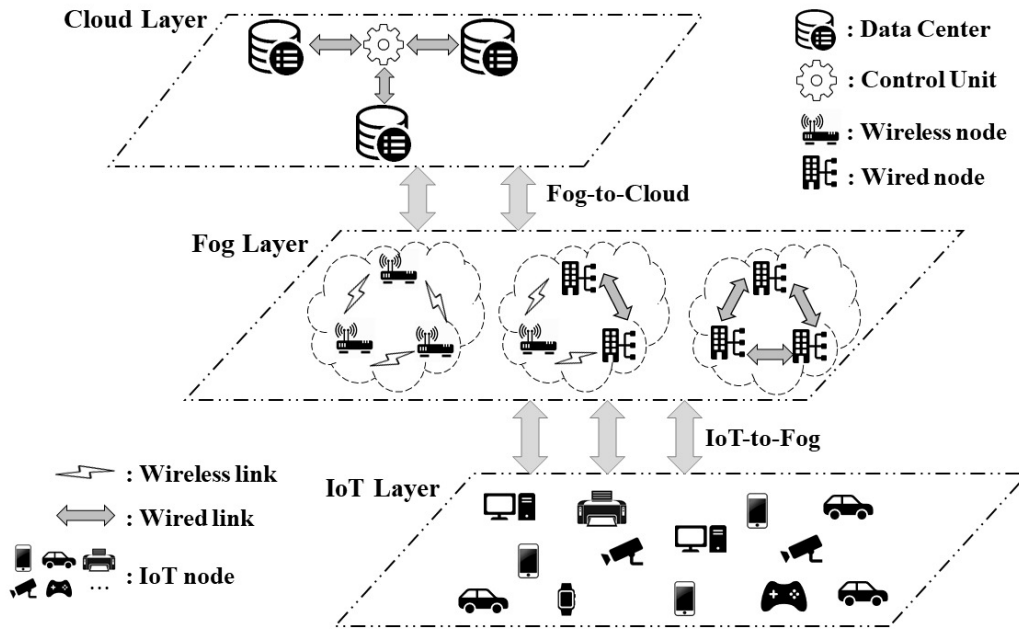 Cloud Layer
: Data Center
: Control Unit
: Wireless node
: Wired node
Fog-to-Cloud
Fog Layer
IoT-to-Fog
: Wireless link
IoT Layer
: Wired link
: IoT node
...